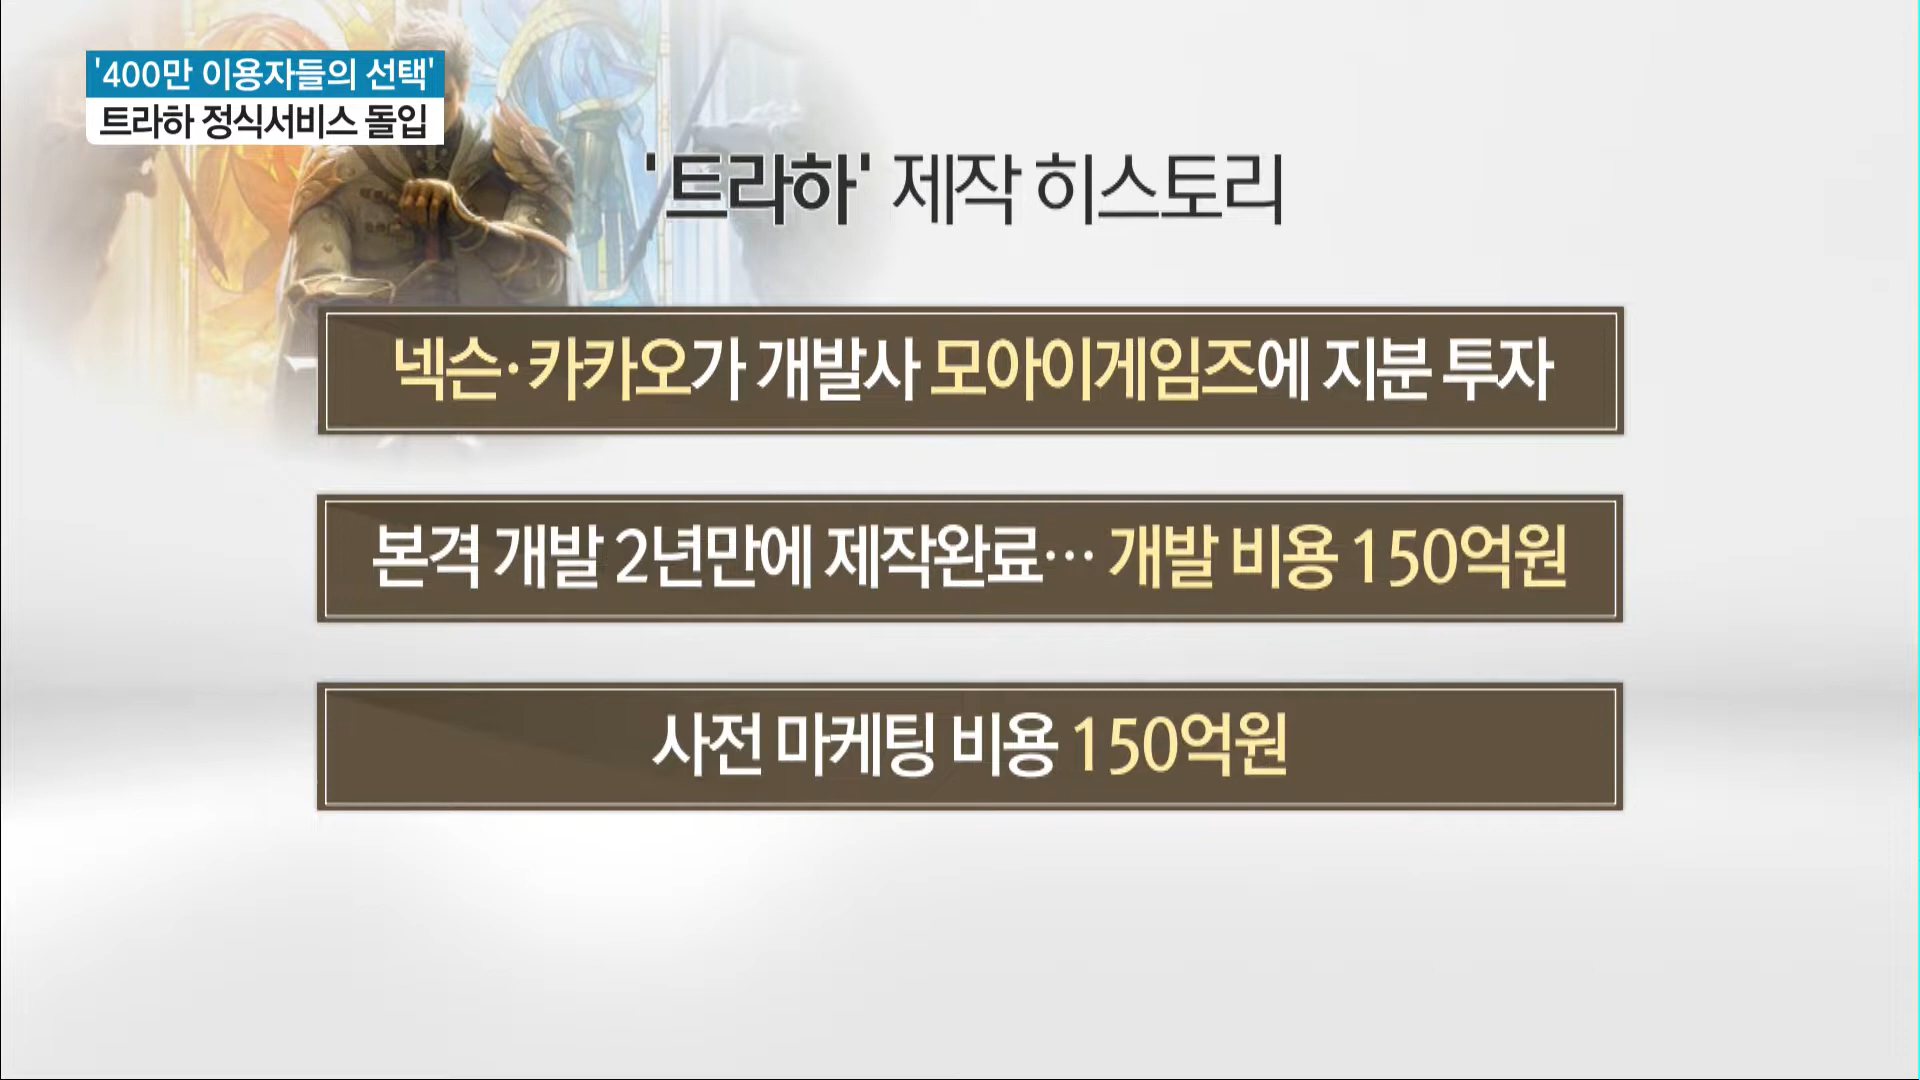 '400만 이용자들의 선택'
트라하 정식서비스 돌입
'트라하' 제작 히스토리
넥슨·카카오가 개발사 모아이게임즈에 지분 투자
본격 개발 2년만에 제작완료… 개발 비용 150억원
사전 마케팅 비용 150억원